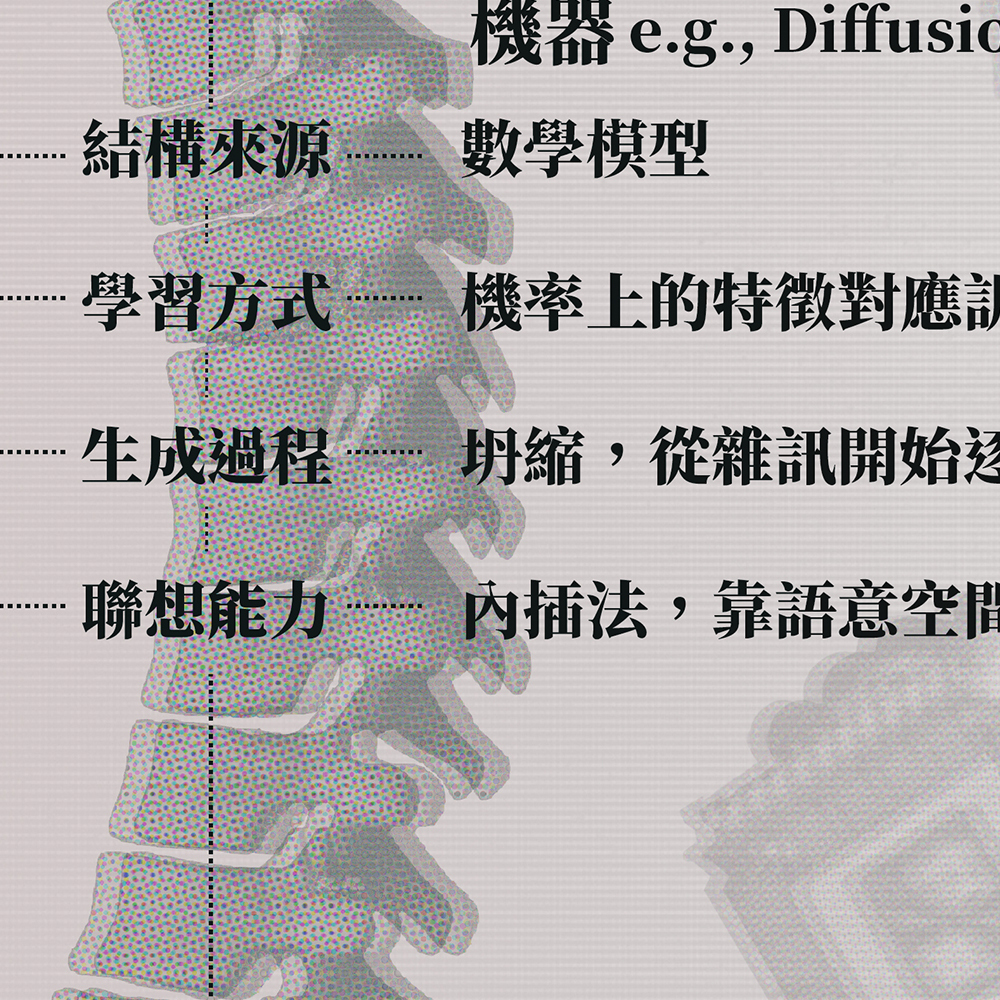 機器 e.g., Diffusio
結構來源 數學模型
學習方式 機率上的特徵對應訓
生成過程 坍縮，從雜訊開始逐
聯想能力 內插法，靠語意空間